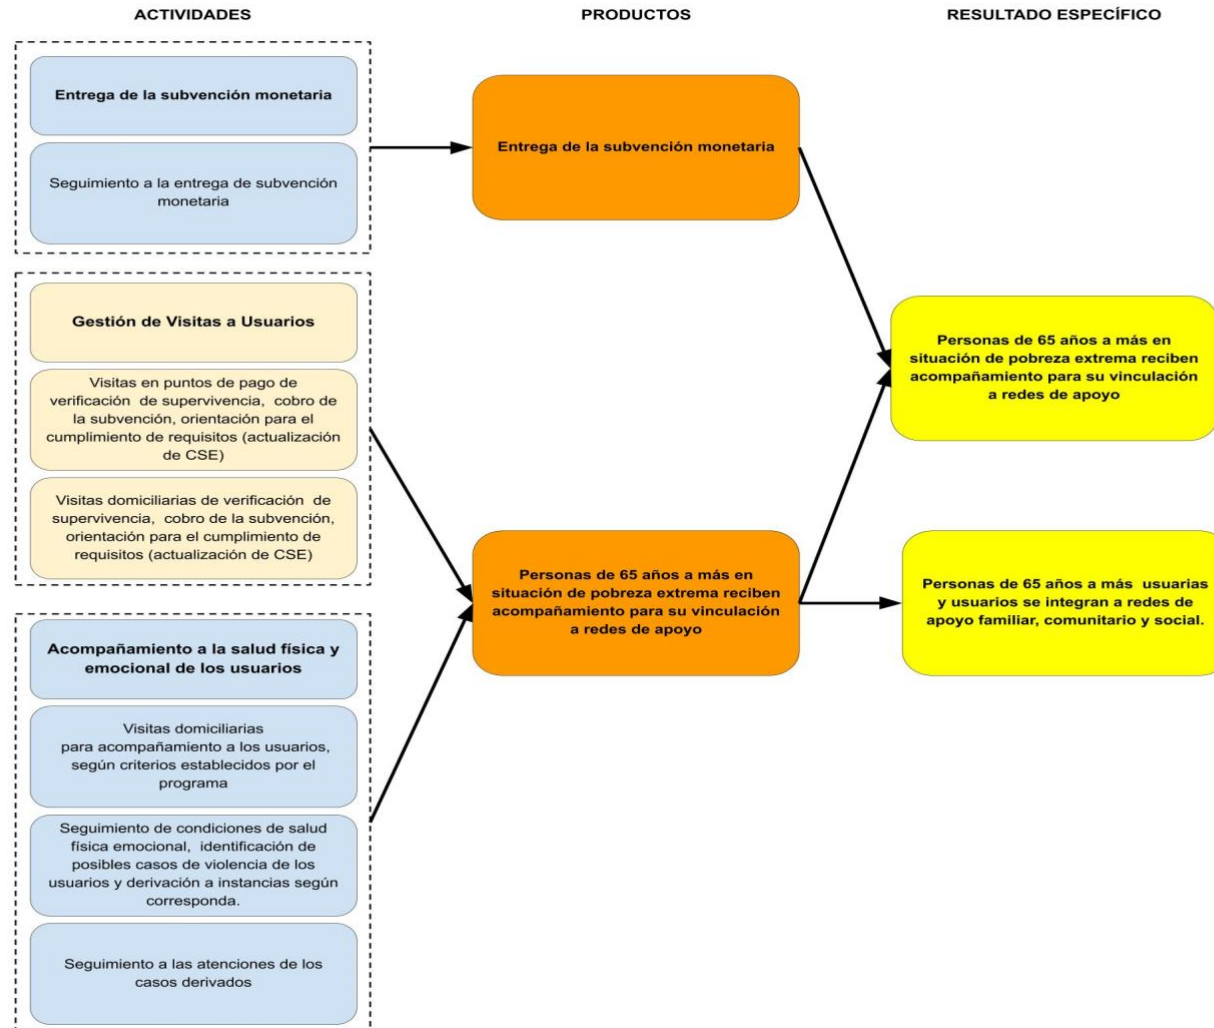 ACTIVIDADES
PRODUCTOS
RESULTADO ESPECÍFICO
Entrega de la subvención monetaria
Seguimiento a la entrega de subvención
monetaria
Entrega de la subvención monetaria
Gestión de Visitas a Usuarios
Visitas en puntos de pago de
verificación de supervivencia, cobro de
la subvención, orientación para el
cumplimiento de requisitos (actualización
de CSE)
Visitas domiciliarias de verificación de
supervivencia, cobro de la subvención,
orientación para el cumplimiento de
requisitos (actualización de CSE)
Personas de 65 años a más en
situación de pobreza extrema reciben
acompañamiento para su vinculación
a redes de apoyo
Acompañamiento a la salud física y
emocional de los usuarios
Visitas domiciliarias
para acompañamiento a los usuarios,
según criterios establecidos por el
programa
Seguimiento de condiciones de salud
física emocional, identificación de
posibles casos de violencia de los
usuarios y derivación a instancias según
corresponda.
Seguimiento a las atenciones de los
casos derivados
Personas de 65 años a más en
situación de pobreza extrema reciben
acompañamiento para su vinculación
a redes de apoyo
Personas de 65 años a más usuarias
y usuarios se integran a redes de
apoyo familiar, comunitario y social.